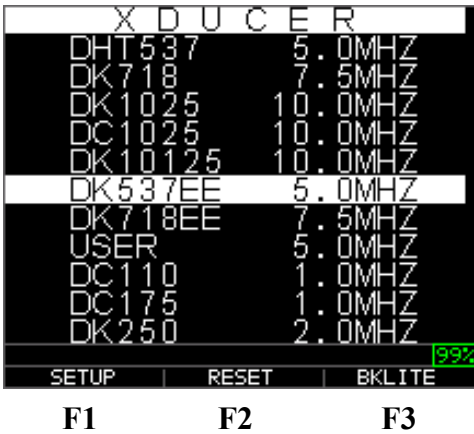 XDUCER
DHT537 5.0MHZ
DK718 7.5MHZ
DK1025 10.0MHZ
DC1025 10.0MHZ
DK10125 10.0MHZ
DK537EE 5.0MHZ
DK718EE 7.5MHZ
USER 5.0MHZ
DC110 1.0MHZ
DC175 1.0MHZ
DK250 2.0MHZ
99%
SETUP | RESET | BKLITE
F1 F2 F3